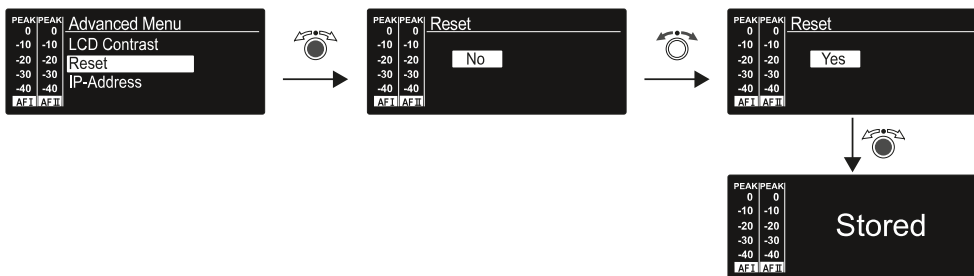 PEAK PEAK Advanced Menu
0 0
-10 -10 LCD Contrast
-20 -20 Reset
-30 -30 IP-Address
-40 -40
AF I AF II
PEAK PEAK Reset
0 0
-10 -10
-20 -20 No
-30 -30
-40 -40
AF I AF II
PEAK PEAK Reset
0 0
-10 -10
-20 -20 Yes
-30 -30
-40 -40
AF I AF II
PEAK PEAK
0 0
-10 -10
-20 -20 Stored
-30 -30
-40 -40
AF I AF II